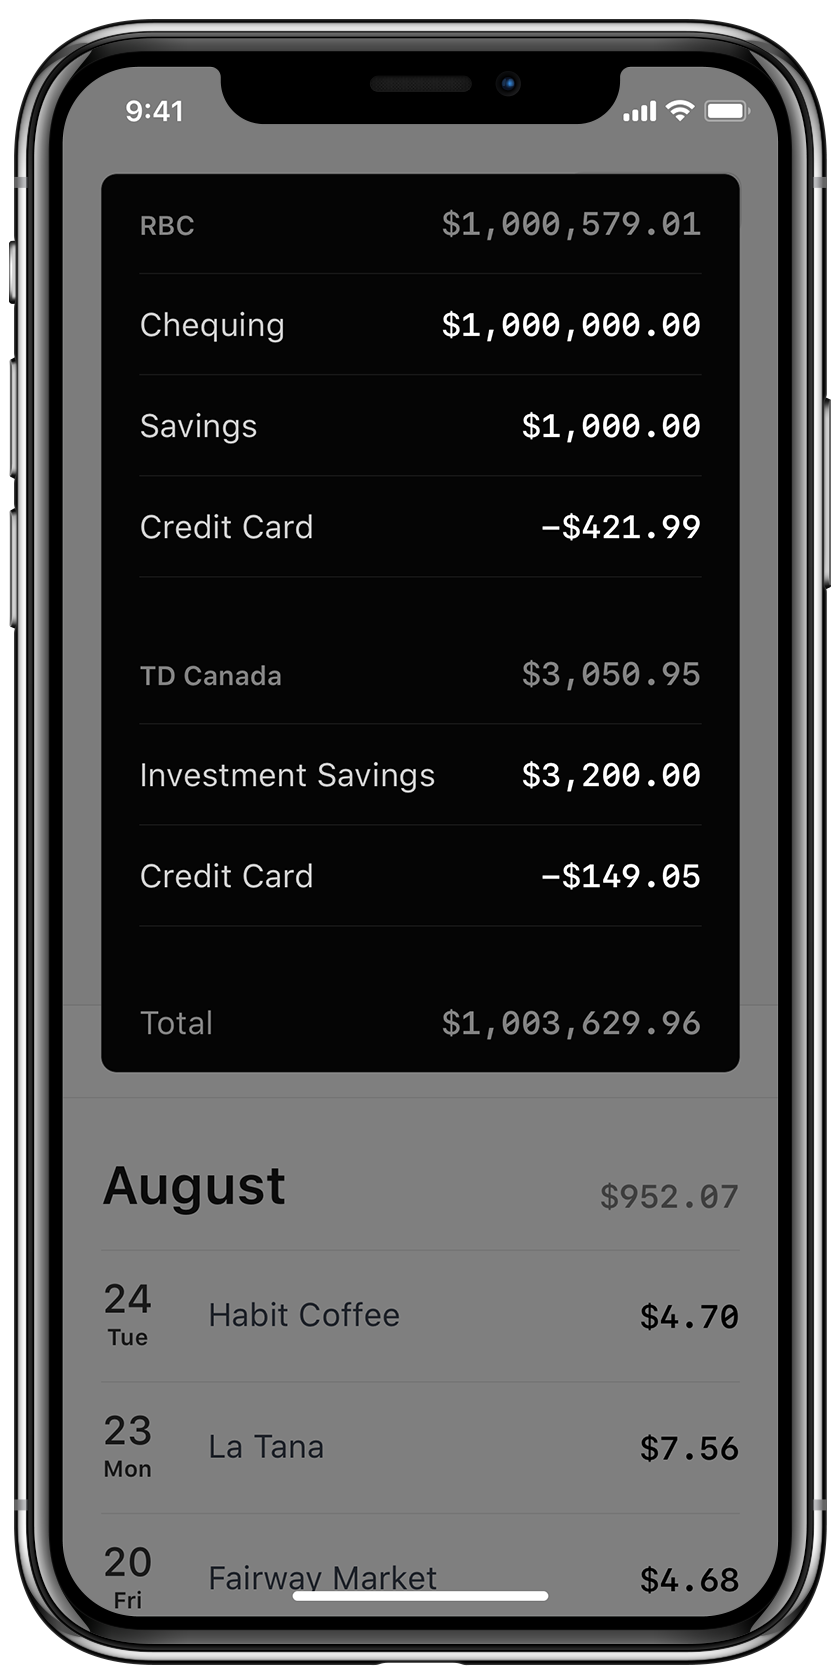 9:41
RBC $1,000,579.01
Chequing $1,000,000.00
Savings $1,000.00
Credit Card –$421.99
TD Canada $3,050.95
Investment Savings $3,200.00
Credit Card –$149.05
Total $1,003,629.96
August $952.07
24 Tue Habit Coffee $4.70
23 Mon La Tana $7.56
20 Fri Fairway Market $4.68